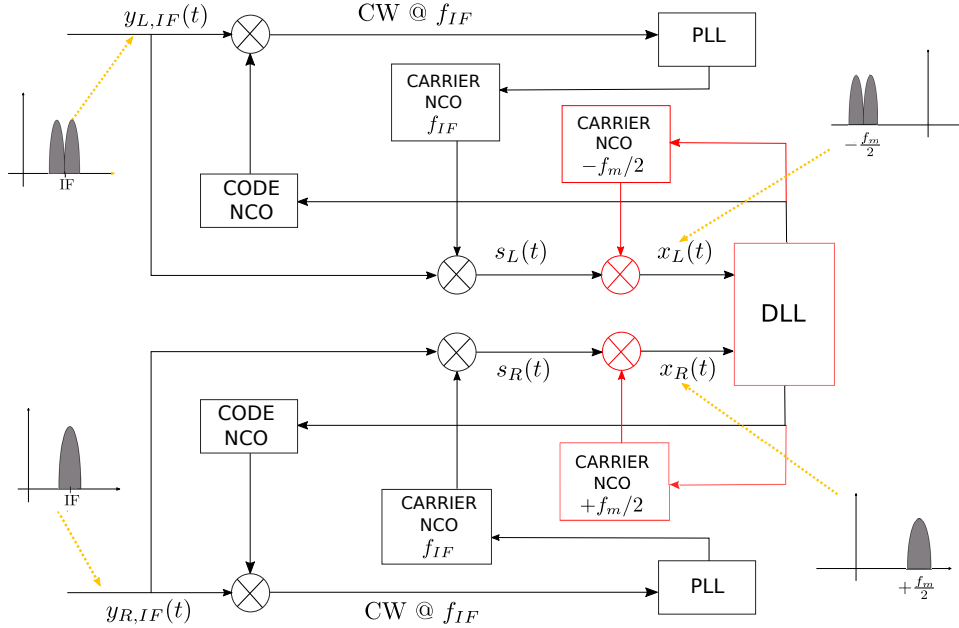 y_{L,IF}(t)
CW @ f_{IF}
PLL
CARRIER
NCO
f_{IF}
CARRIER
NCO
−f_m/2
IF
−\frac{f_m}{2}
CODE
NCO
s_L(t)
x_L(t)
DLL
s_R(t)
x_R(t)
CODE
NCO
CARRIER
NCO
+f_m/2
IF
CARRIER
NCO
f_{IF}
PLL
+\frac{f_m}{2}
y_{R,IF}(t)
CW @ f_{IF}